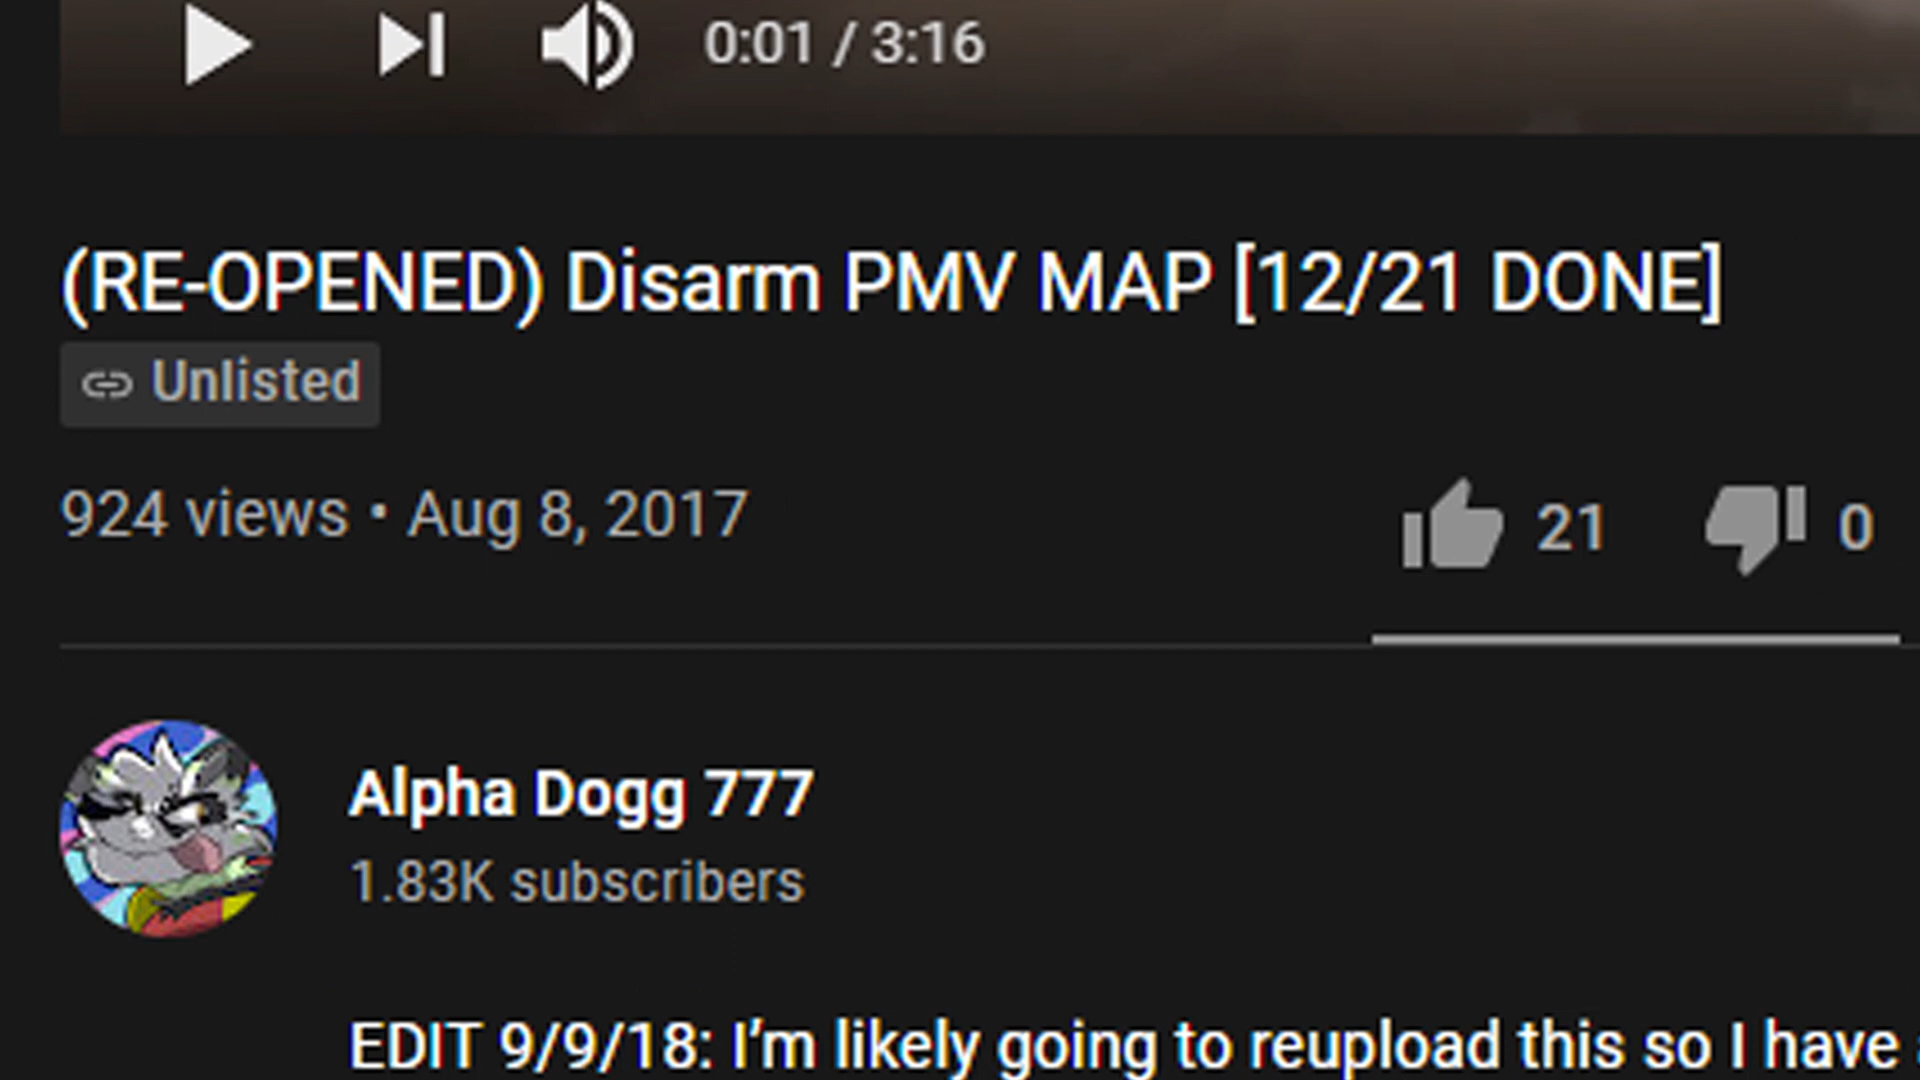 0:01 / 3:16
(RE-OPENED) Disarm PMV MAP [12/21 DONE]
Unlisted
924 views • Aug 8, 2017
21 0
Alpha Dogg 777
1.83K subscribers
EDIT 9/9/18: I’m likely going to reupload this so I have